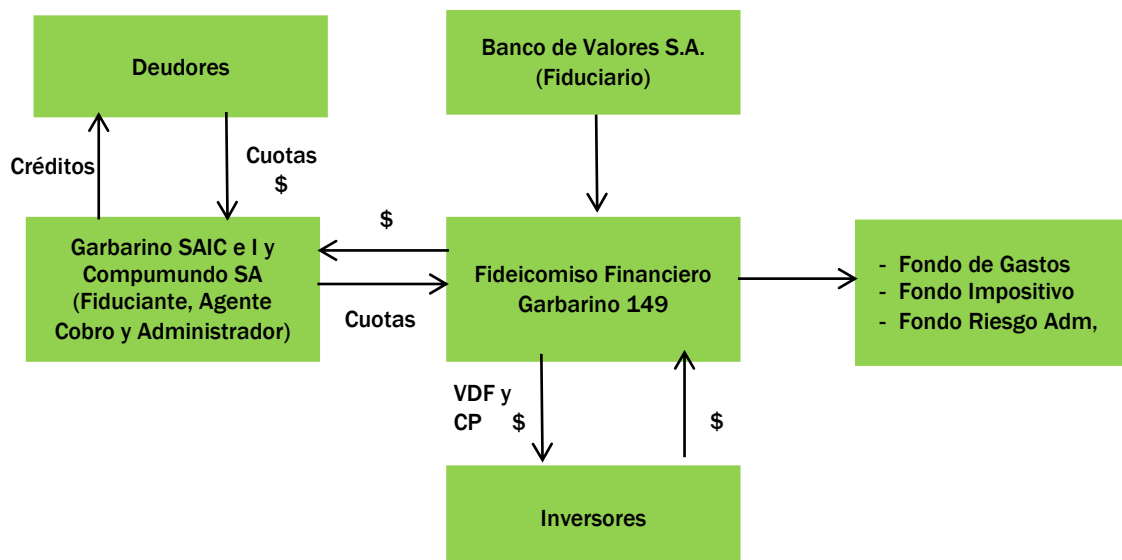 Deudores
Banco de Valores S.A.
(Fiduciario)
Créditos
Cuotas
$
Garbarino SAIC e I y
Compumundo SA
(Fiduciante, Agente
Cobro y Administrador)
$
Cuotas
Fideicomiso Financiero
Garbarino 149
- Fondo de Gastos
- Fondo Impositivo
- Fondo Riesgo Adm,
VDF y
CP $
$
Inversores